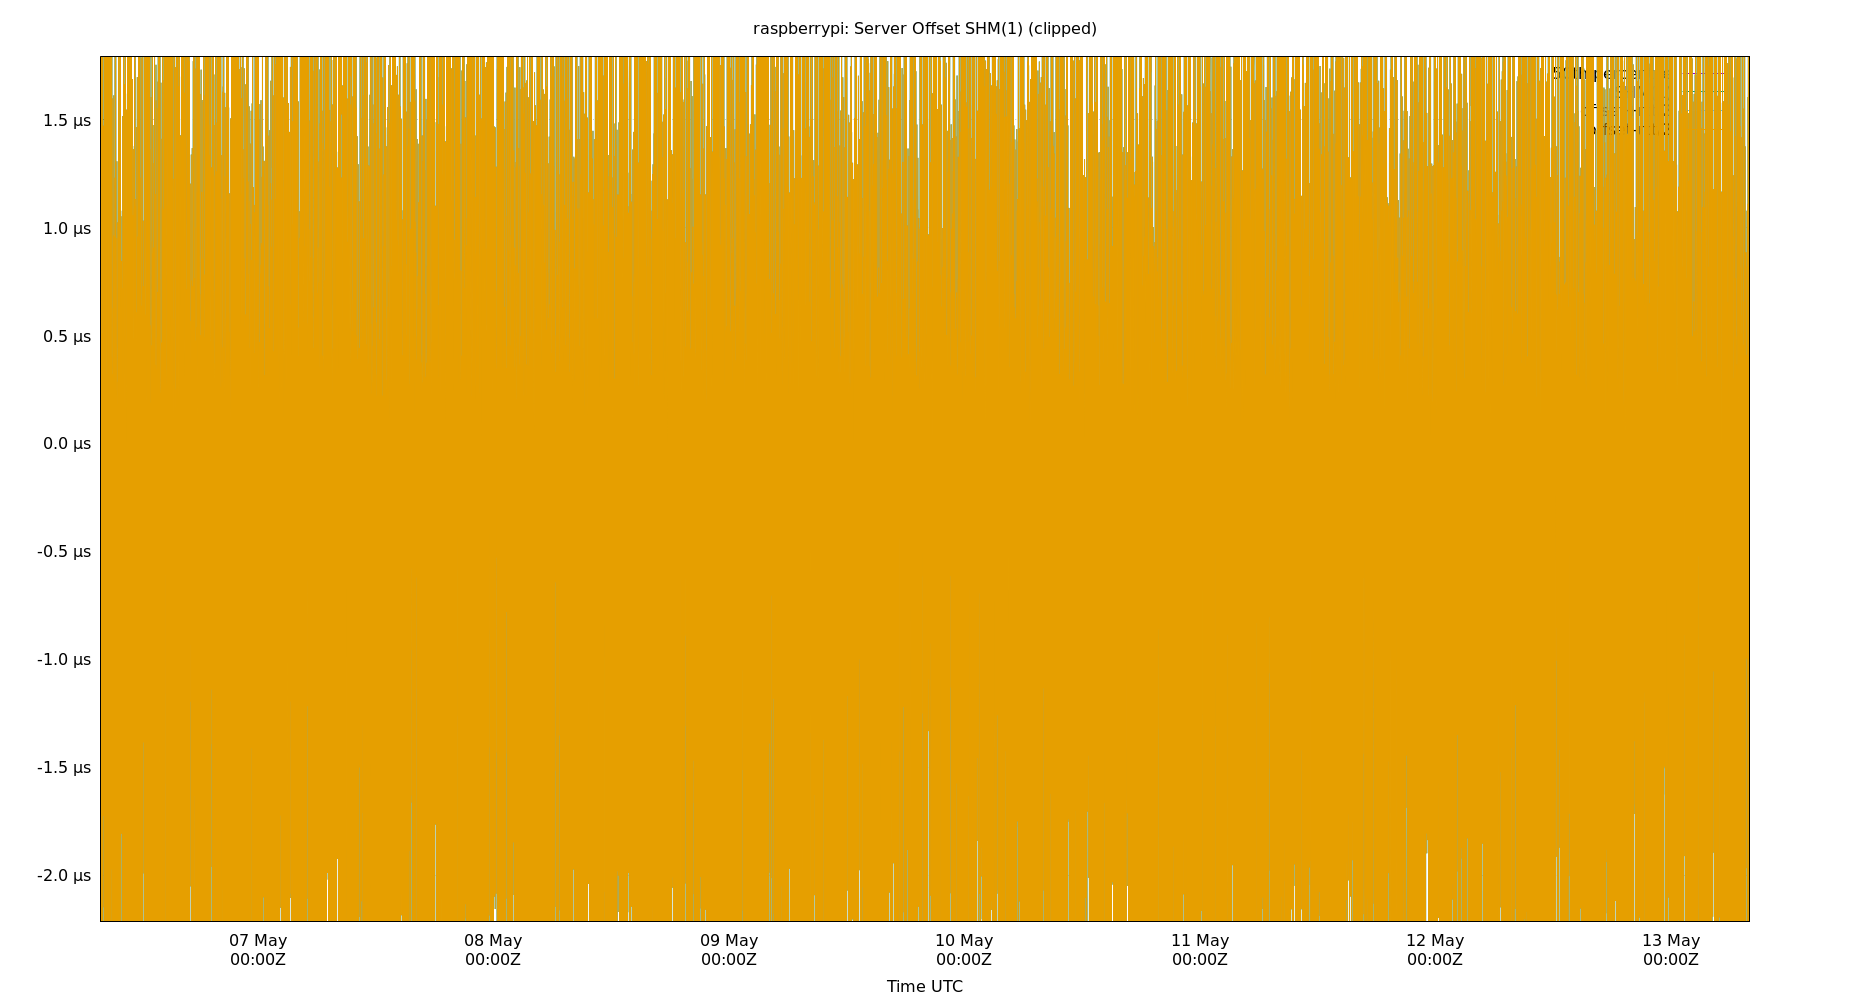 raspberrypi: Server Offset SHM(1) (clipped)
1.5 µs
1.0 µs
0.5 µs
0.0 µs
-0.5 µs
-1.0 µs
-1.5 µs
-2.0 µs
07 May 08 May 09 May 10 May 11 May 12 May 13 May
00:00Z 00:00Z 00:00Z 00:00Z 00:00Z 00:00Z 00:00Z
Time UTC